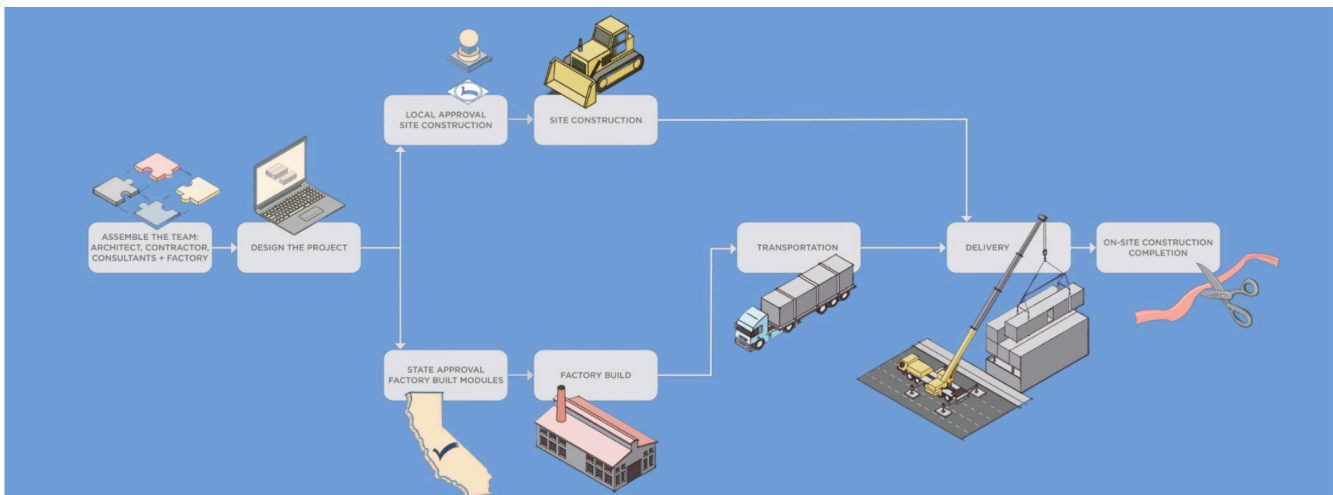 LOCAL APPROVAL
SITE CONSTRUCTION
SITE CONSTRUCTION
ASSEMBLE THE TEAM:
ARCHITECT, CONTRACTOR,
CONSULTANTS + FACTORY
DESIGN THE PROJECT
TRANSPORTATION
DELIVERY
ON-SITE CONSTRUCTION
COMPLETION
STATE APPROVAL
FACTORY BUILT MODULES
FACTORY BUILD